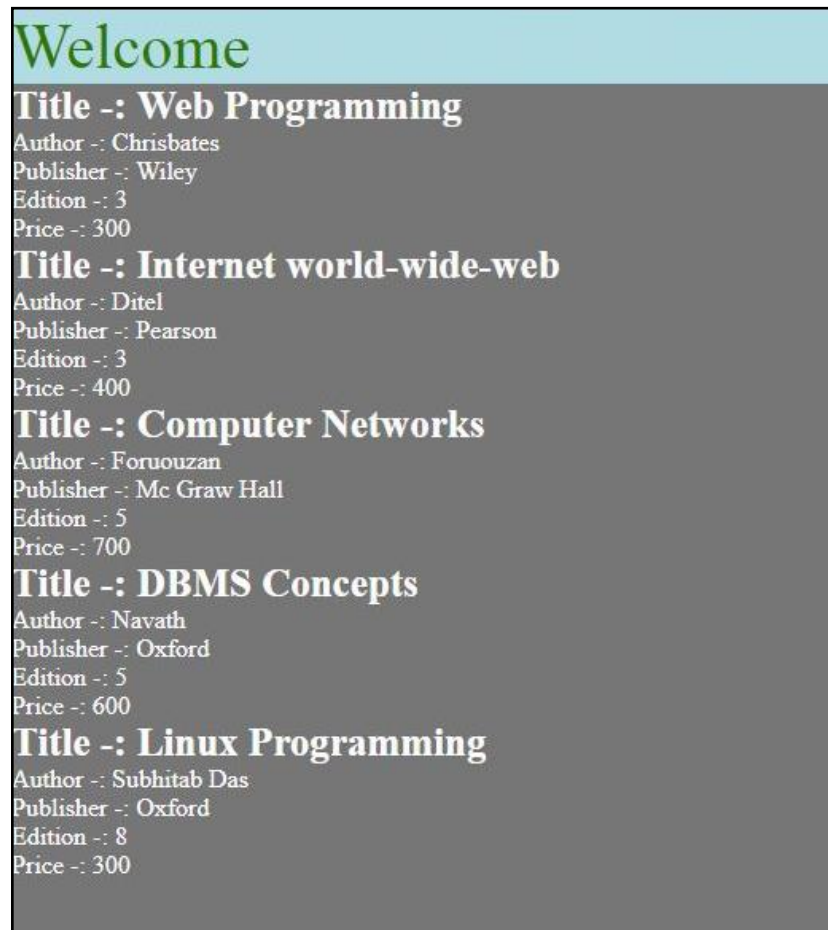 Welcome
Title -: Web Programming
Author -: Chrisbates
Publisher -: Wiley
Edition -: 3
Price -: 300
Title -: Internet world-wide-web
Author -: Ditel
Publisher -: Pearson
Edition -: 3
Price -: 400
Title -: Computer Networks
Author -: Foruouzan
Publisher -: Mc Graw Hall
Edition -: 5
Price -: 700
Title -: DBMS Concepts
Author -: Navath
Publisher -: Oxford
Edition -: 5
Price -: 600
Title -: Linux Programming
Author -: Subhitab Das
Publisher -: Oxford
Edition -: 8
Price -: 300